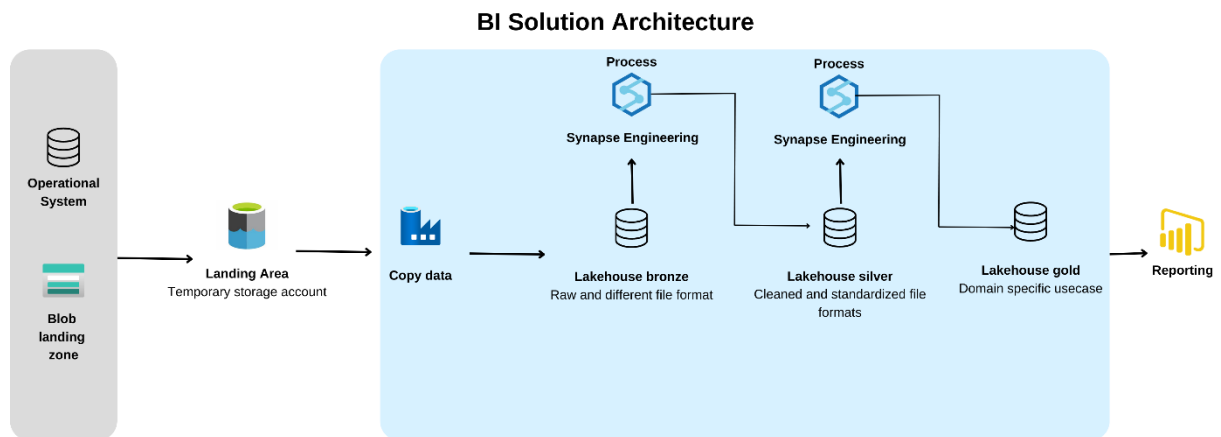 BI Solution Architecture
Operational
System
Blob
landing
zone
Landing Area
Temporary storage account
Copy data
Process
Synapse Engineering
Lakehouse bronze
Raw and different file format
Process
Synapse Engineering
Lakehouse silver
Cleaned and standardized file
formats
Lakehouse gold
Domain specific usecase
Reporting